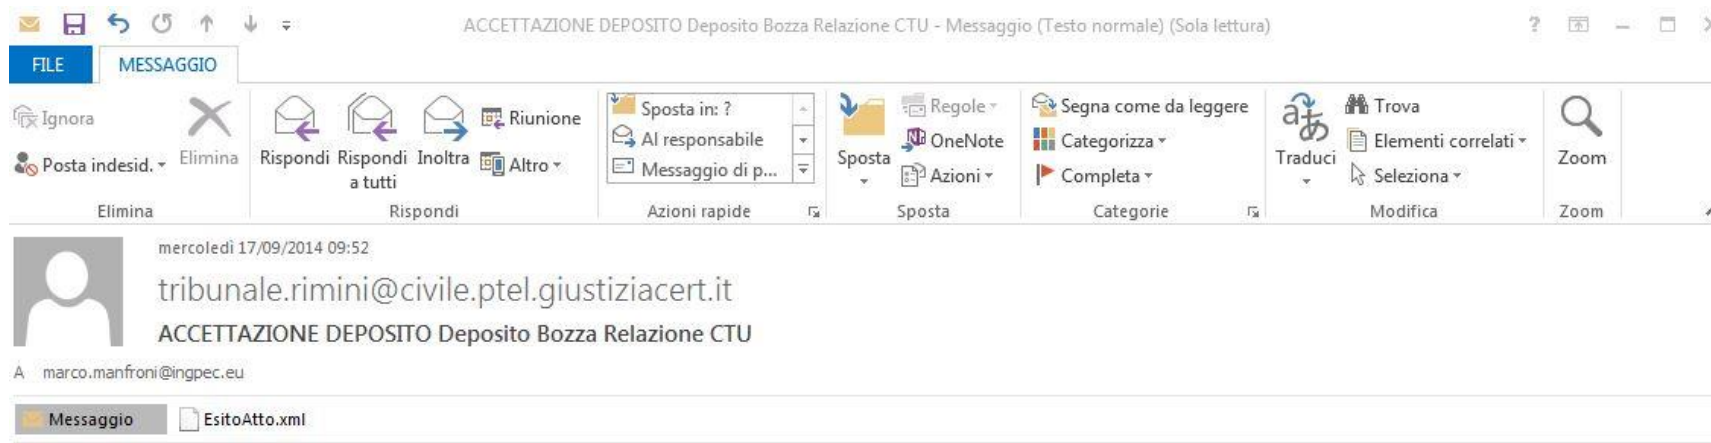 ACCETTAZIONE DEPOSITO Deposito Bozza Relazione CTU - Messaggio (Testo normale) (Sola lettura)
?
FILE MESSAGGIO
Ignora
Posta indesid.
Elimina
Elimina
Rispondi
Rispondi a tutti
Inoltra
Riunione
Altro
Rispondi
Sposta in: ?
Al responsabile
Messaggio di p...
Azioni rapide
Sposta
Regole
OneNote
Azioni
Sposta
Segna come da leggere
Categorizza
Completa
Categorie
Traduci
Trova
Elementi correlati
Seleziona
Modifica
Zoom
Zoom
mercoledì 17/09/2014 09:52
tribunale.rimini@civile.ptel.giustiziacert.it
ACCETTAZIONE DEPOSITO Deposito Bozza Relazione CTU
A marco.manfroni@ingpec.eu
Messaggio EsitoAtto.xml